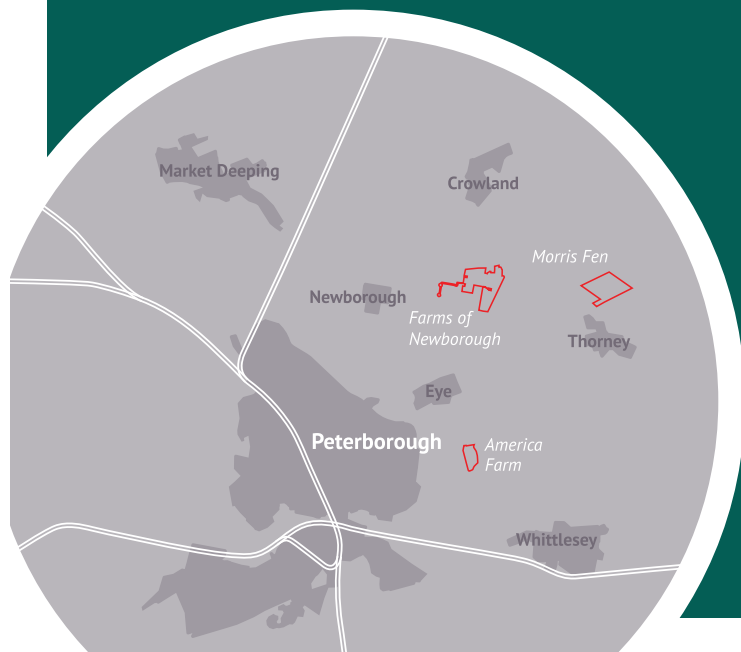 Market Deeping
Crowland
Morris Fen
Newborough
Farms of
Newborough
Thorney
Eye
Peterborough
America
Farm
Whittlesey